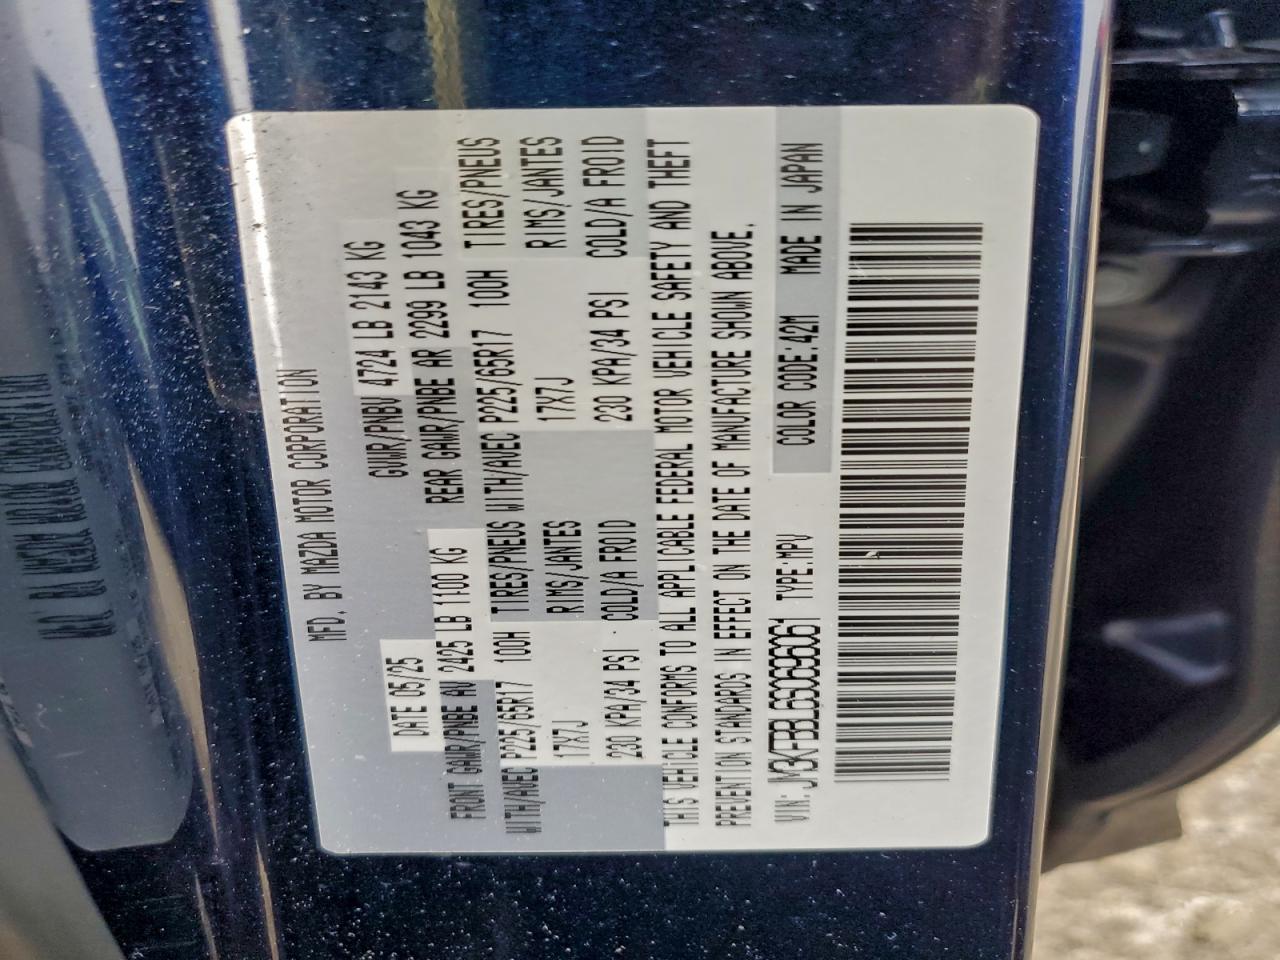 MFD. BY MAZDA MOTOR CORPORATION
DATE 05/25 GVWR/PNBV 4724 LB 2143 KG
FRONT GAWR/PNBE AV 2425 LB 1100 KG REAR GAWR/PNBE AR 2299 LB 1043 KG
WITH/AVEC P225/65R17 100H TIRES/PNEUS WITH/AVEC P225/65R17 100H TIRES/PNEUS
17X7J RIMS/JANTES 17X7J RIMS/JANTES
230 KPA/34 PSI COLD/A FROID 230 KPA/34 PSI COLD/A FROID
THIS VEHICLE CONFORMS TO ALL APPLICABLE FEDERAL MOTOR VEHICLE SAFETY AND THEFT
PREVENTION STANDARDS IN EFFECT ON THE DATE OF MANUFACTURE SHOWN ABOVE.
VIN: JM3KFBBL6S0696061 TYPE:MPV COLOR CODE:42M MADE IN JAPAN